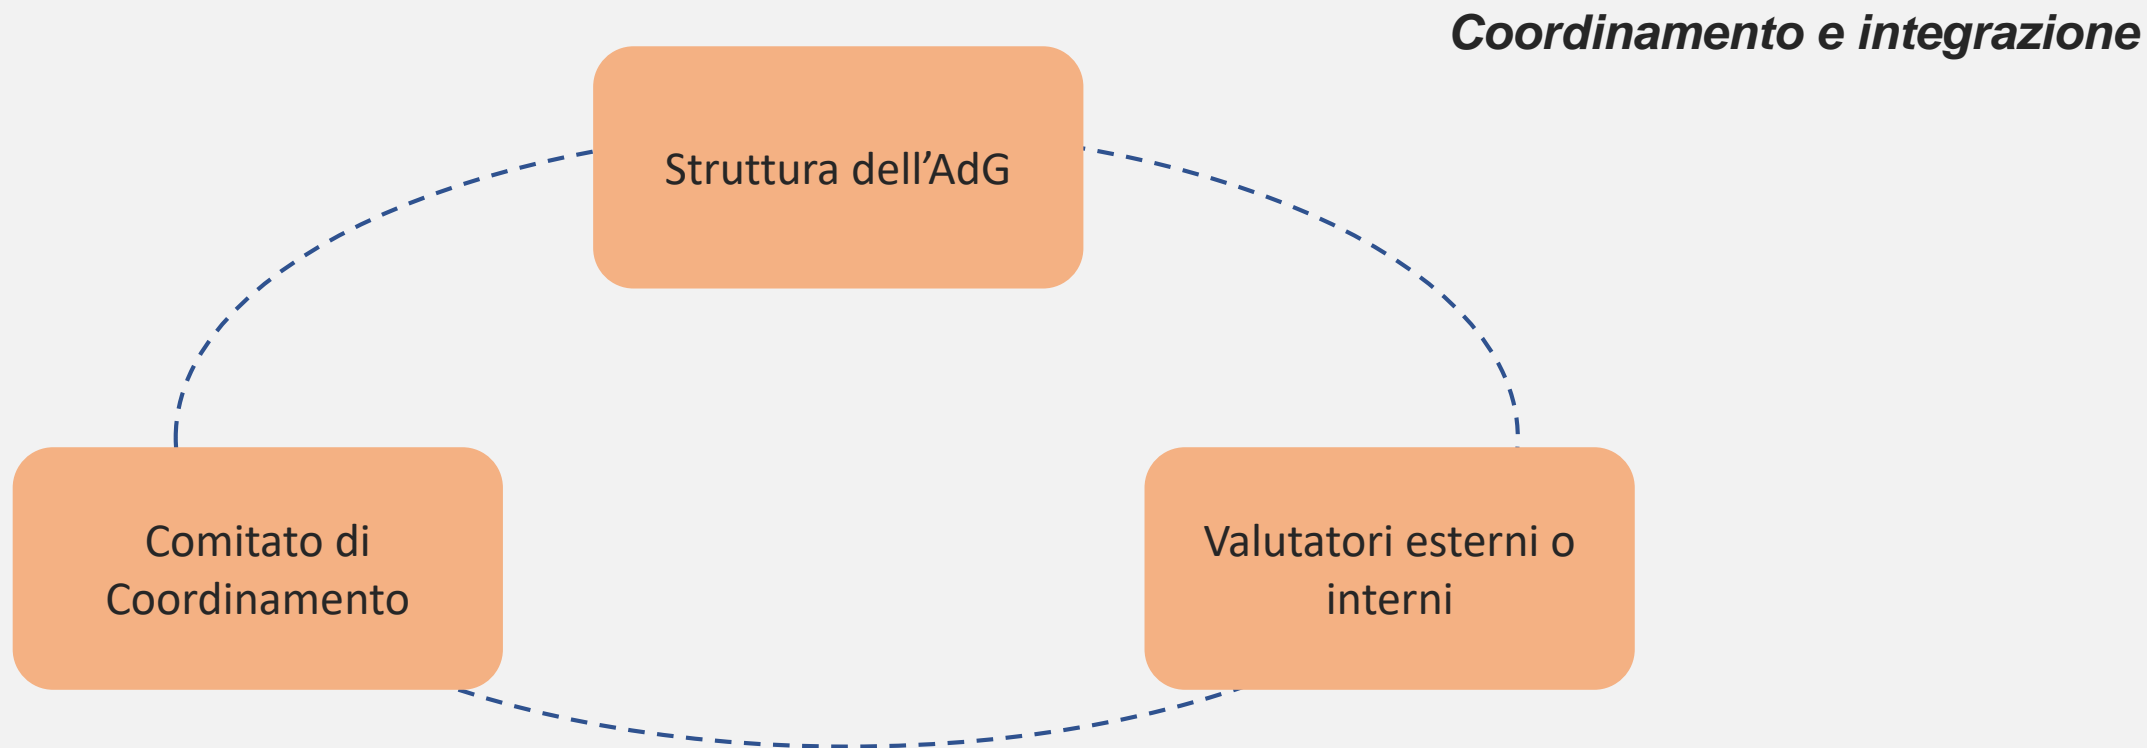 Coordinamento e integrazione
Struttura dell’AdG
Comitato di
Coordinamento
Valutatori esterni o
interni